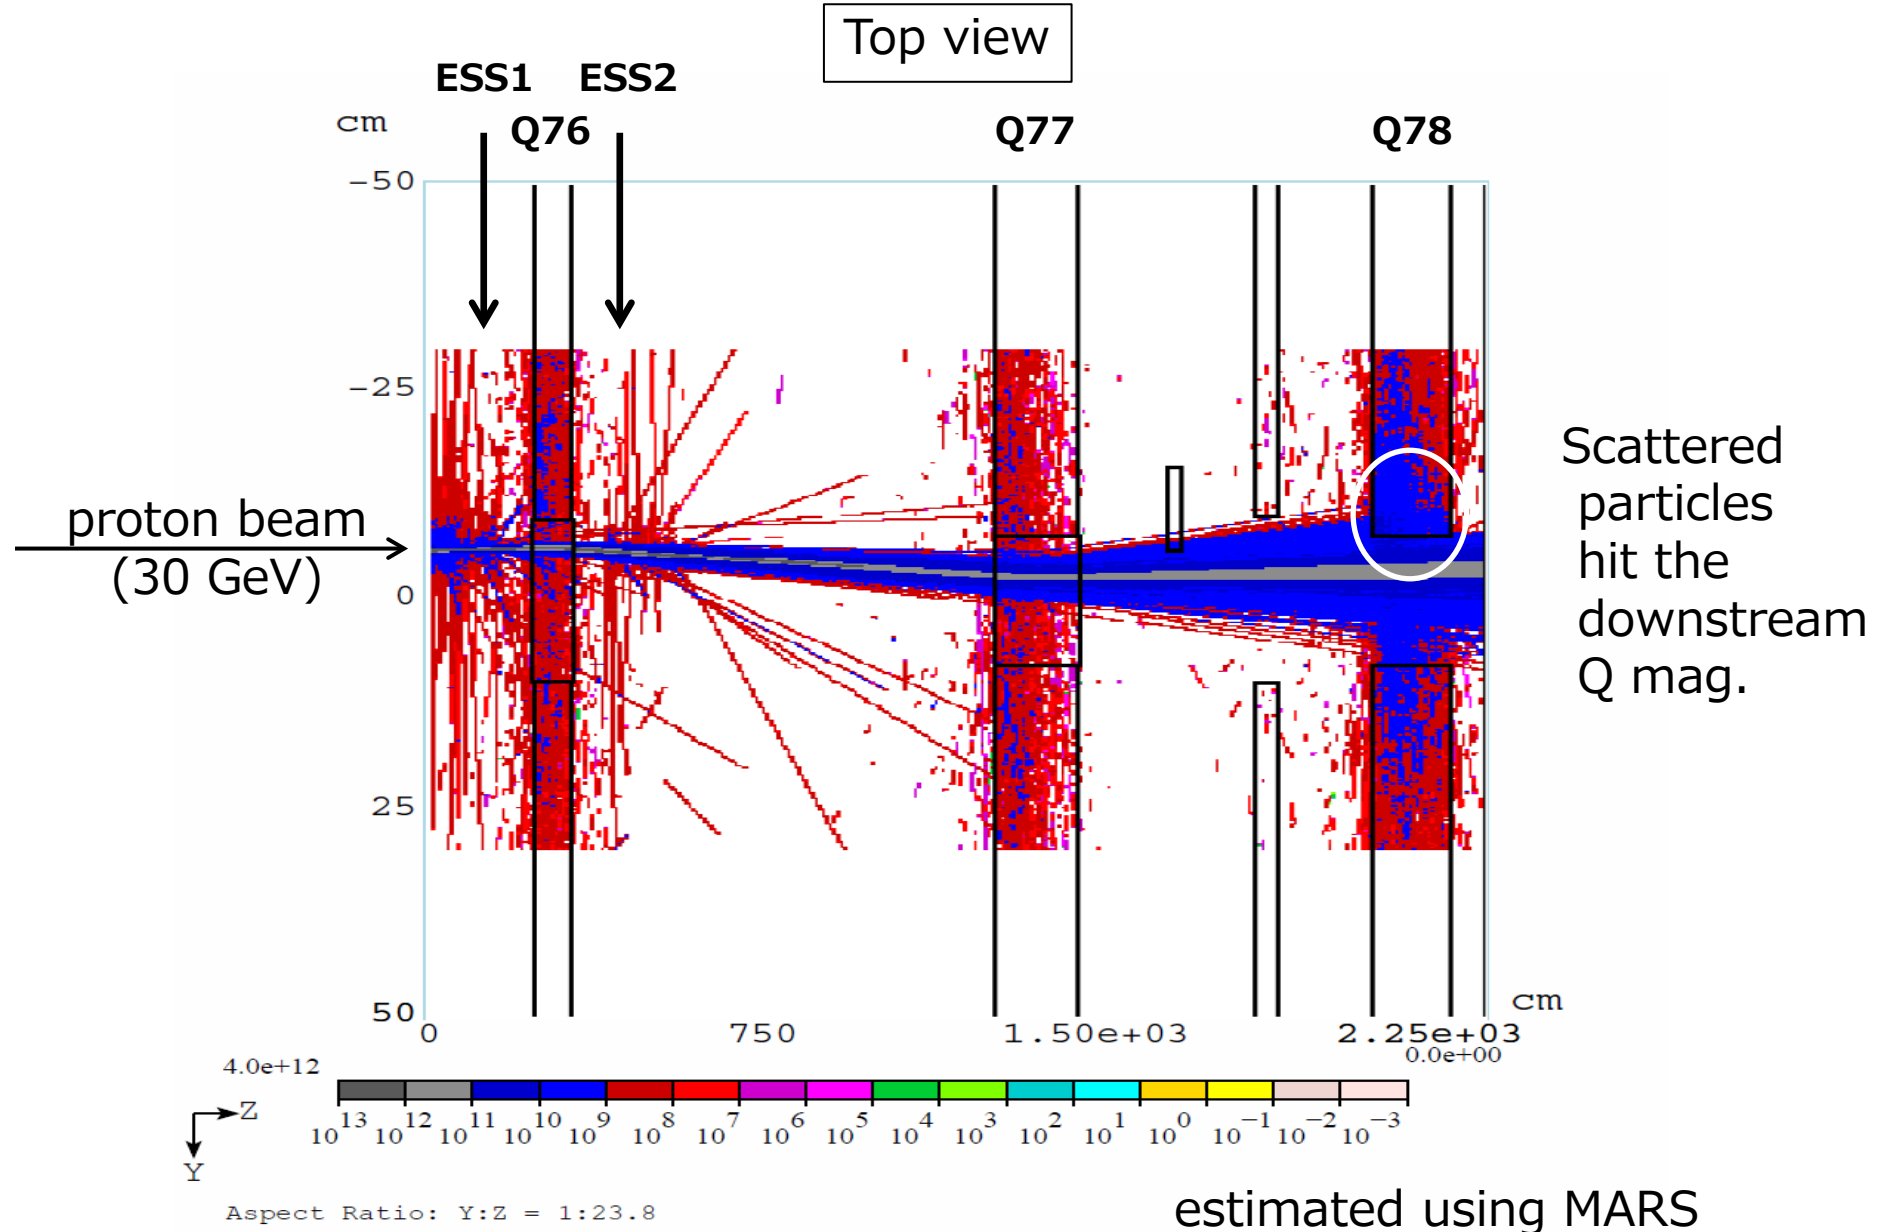 Top view
ESS1 ESS2
cm
Q76 Q77 Q78
-50
-25
0
25
50
proton beam
(30 GeV)
Scattered
particles
hit the
downstream
Q mag.
cm
0 750 1.50e+03 2.25e+03
0.0e+00
4.0e+12
10^13 10^12 10^11 10^10 10^9 10^8 10^7 10^6 10^5 10^4 10^3 10^2 10^1 10^0 10^-1 10^-2 10^-3
Z
Y
Aspect Ratio: Y:Z = 1:23.8
estimated using MARS